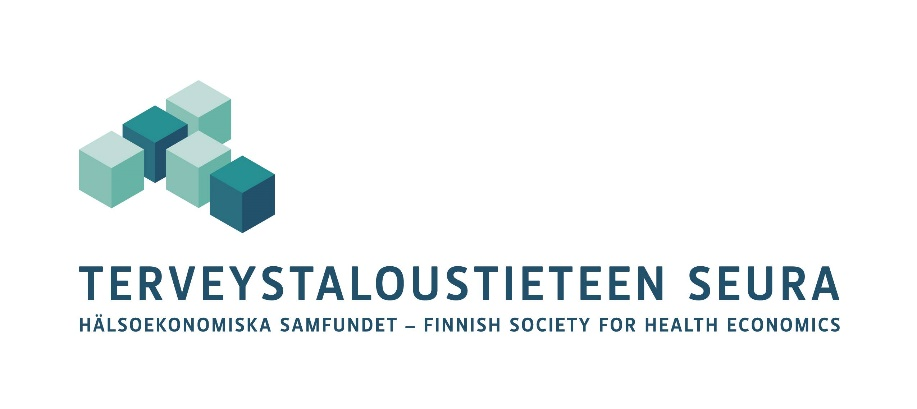 TERVEYSTALOUSTIETEEN SEURA
HÄLSOEKONOMISKA SAMFUNDET – FINNISH SOCIETY FOR HEALTH ECONOMICS